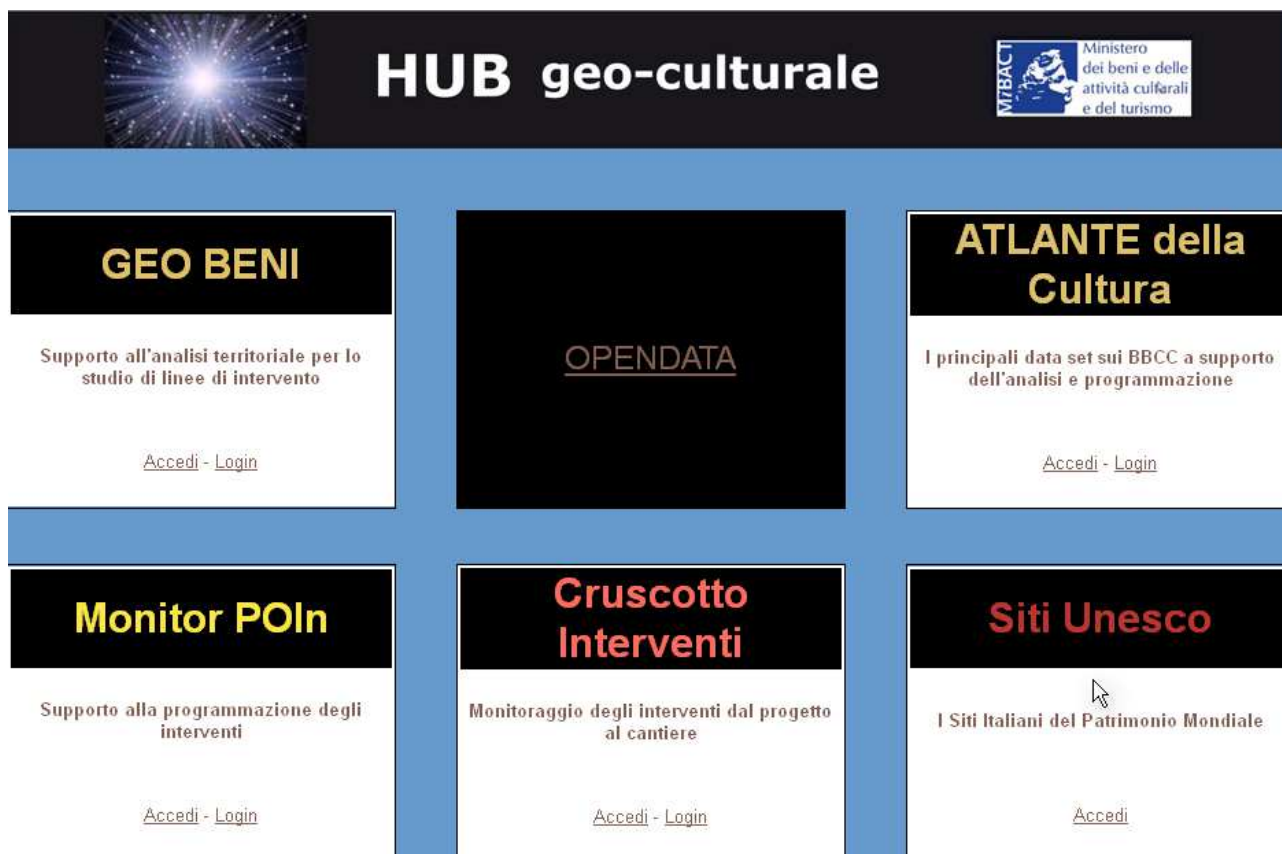 HUB geo-culturale
MiBACT
Ministero
dei beni e delle
attività culturali
e del turismo
GEO BENI
Supporto all'analisi territoriale per lo
studio di linee di intervento
Accedi - Login
OPENDATA
ATLANTE della
Cultura
I principali data set sui BBCC a supporto
dell'analisi e programmazione
Accedi - Login
Monitor POIn
Supporto alla programmazione degli
interventi
Accedi - Login
Cruscotto
Interventi
Monitoraggio degli interventi dal progetto
al cantiere
Accedi - Login
Siti Unesco
I Siti Italiani del Patrimonio Mondiale
Accedi